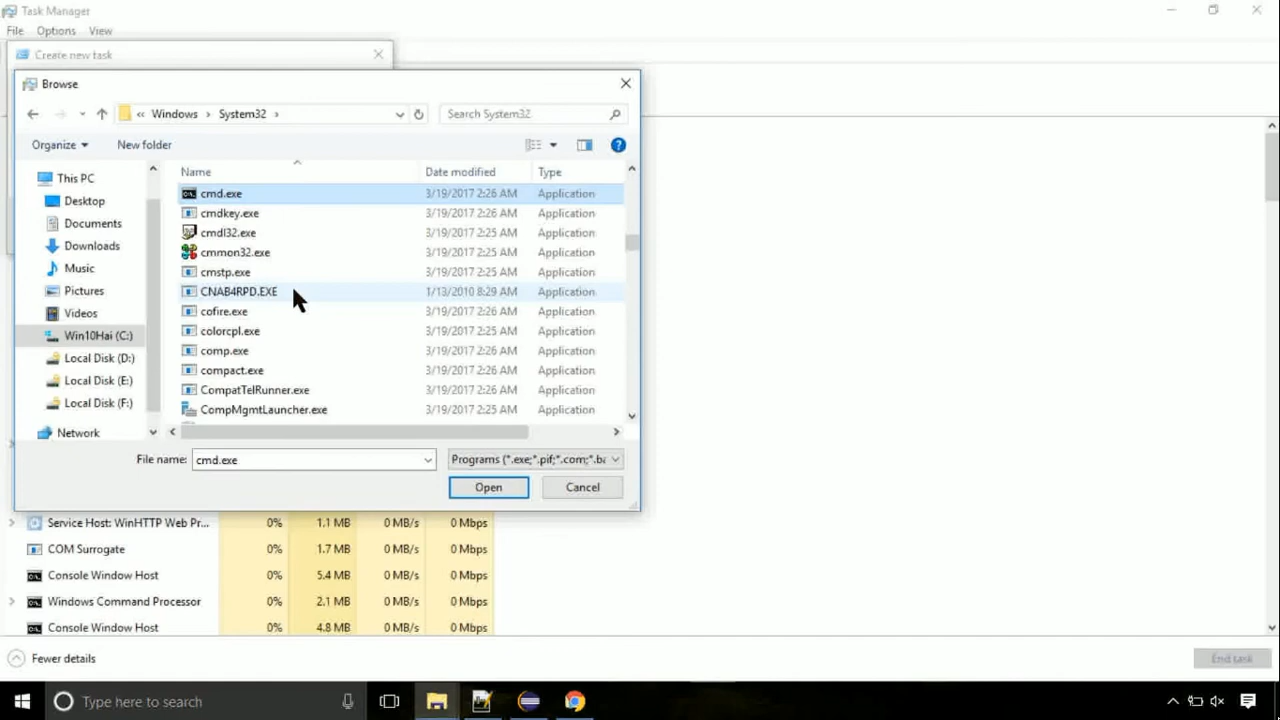 Task Manager
File Options View
Create new task
Browse
« Windows › System32 ›
Search System32
Organize New folder
Name Date modified Type
This PC
Desktop
Documents
Downloads
Music
Pictures
Videos
Win10Hai (C:)
Local Disk (D:)
Local Disk (E:)
Local Disk (F:)
Network
cmd.exe 3/19/2017 2:26 AM Application
cmdkey.exe 3/19/2017 2:26 AM Application
cmdl32.exe 3/19/2017 2:25 AM Application
cmmon32.exe 3/19/2017 2:25 AM Application
cmstp.exe 3/19/2017 2:25 AM Application
CNAB4RPD.EXE 1/13/2010 8:29 AM Application
cofire.exe 3/19/2017 2:26 AM Application
colorcpl.exe 3/19/2017 2:25 AM Application
comp.exe 3/19/2017 2:26 AM Application
compact.exe 3/19/2017 2:26 AM Application
CompatTelRunner.exe 3/19/2017 2:26 AM Application
CompMgmtLauncher.exe 3/19/2017 2:25 AM Application
File name: cmd.exe Programs (*.exe;*.pif;*.com;*.ba
Open Cancel
Service Host: WinHTTP Web Pr... 0% 1.1 MB 0 MB/s 0 Mbps
COM Surrogate 0% 1.7 MB 0 MB/s 0 Mbps
Console Window Host 0% 5.4 MB 0 MB/s 0 Mbps
Windows Command Processor 0% 2.1 MB 0 MB/s 0 Mbps
Console Window Host 0% 4.8 MB 0 MB/s 0 Mbps
Fewer details End task
Type here to search